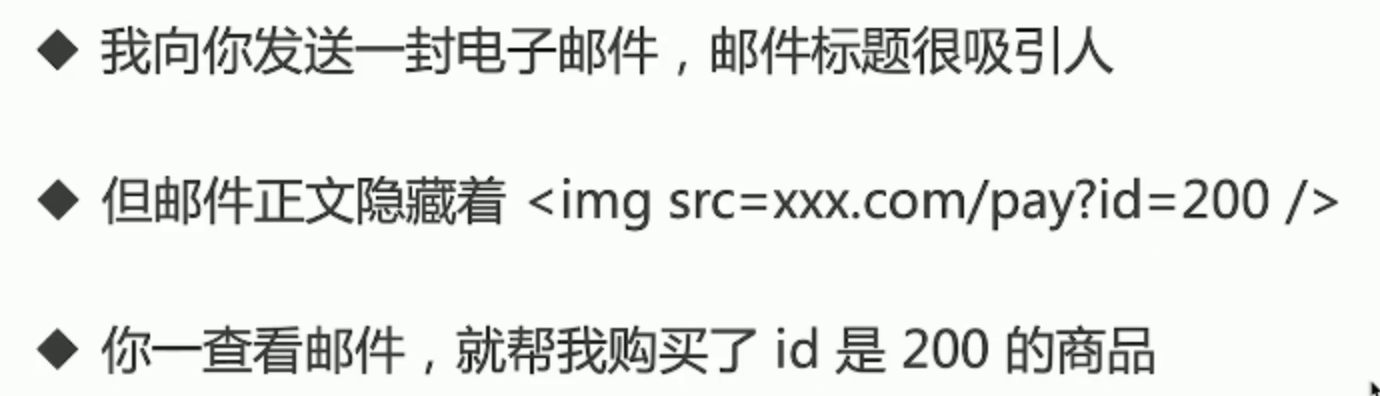 ◆ 我向你发送一封电子邮件，邮件标题很吸引人
◆ 但邮件正文隐藏着 <img src=xxx.com/pay?id=200 />
◆ 你一查看邮件，就帮我购买了 id 是 200 的商品